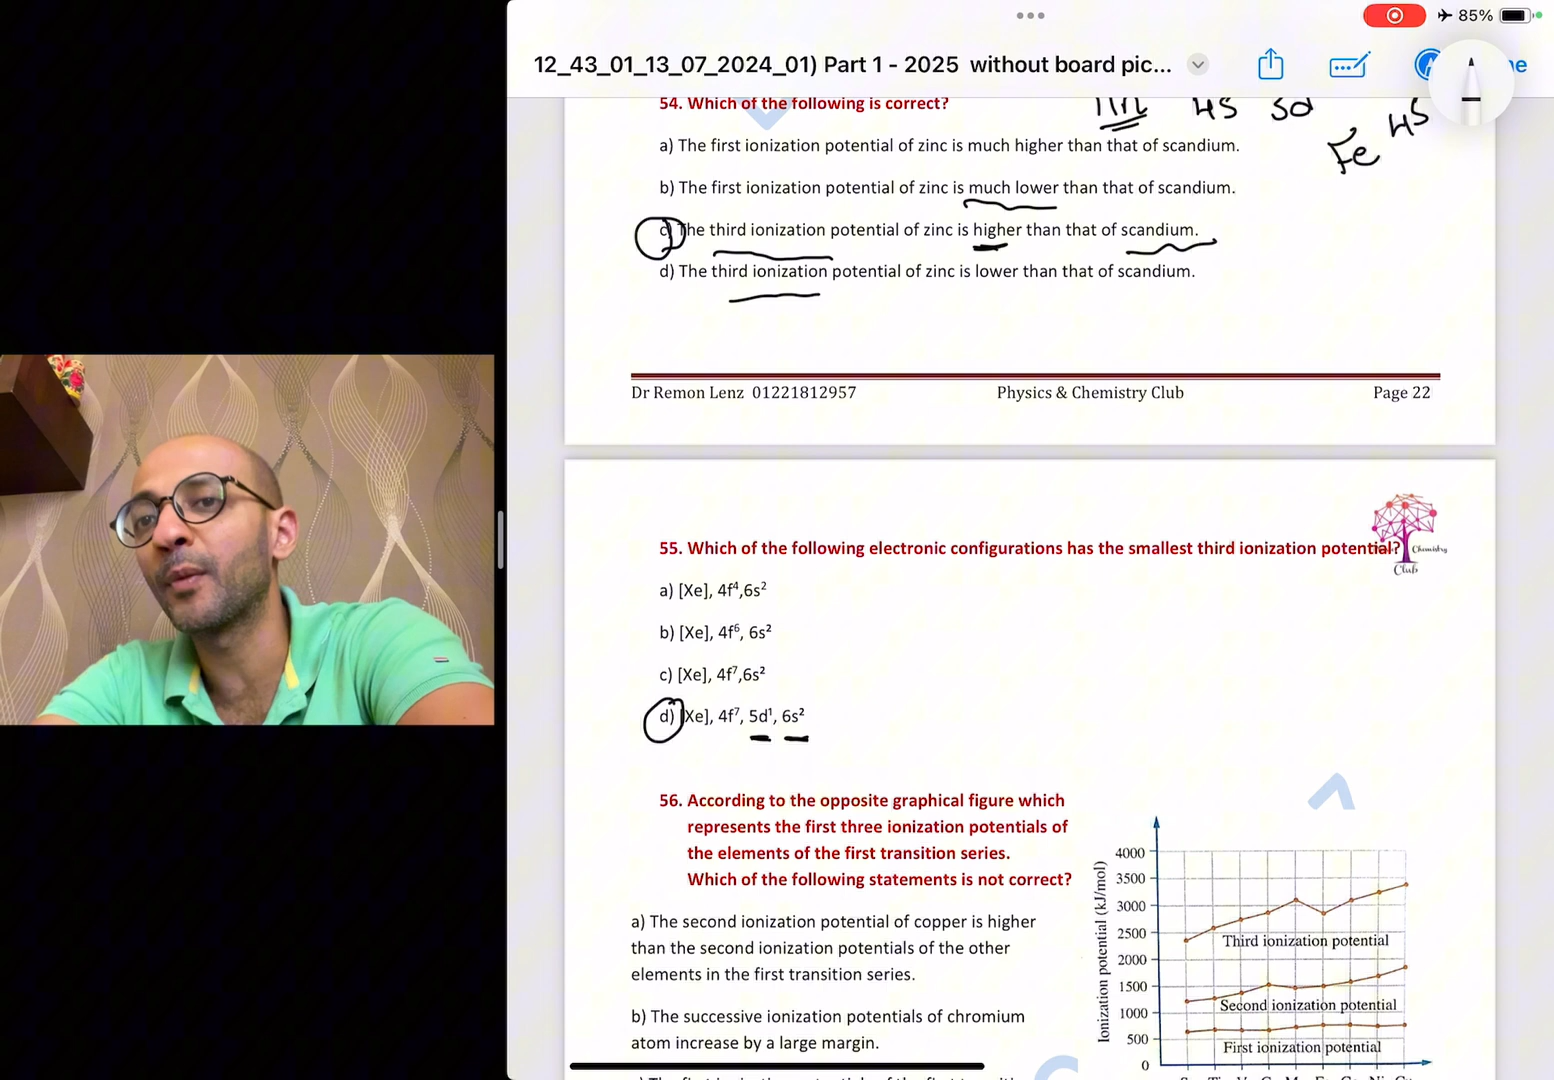 85%
12_43_01_13_07_2024_01) Part 1 - 2025 without board pic...
54. Which of the following is correct?
4s 3d
Fe 4s
a) The first ionization potential of zinc is much higher than that of scandium.
b) The first ionization potential of zinc is much lower than that of scandium.
c) The third ionization potential of zinc is higher than that of scandium.
d) The third ionization potential of zinc is lower than that of scandium.
Dr Remon Lenz 01221812957 Physics & Chemistry Club Page 22
55. Which of the following electronic configurations has the smallest third ionization potential?
Chemistry
Club
a) [Xe], 4f⁴,6s²
b) [Xe], 4f⁶, 6s²
c) [Xe], 4f⁷,6s²
d) [Xe], 4f⁷, 5d¹, 6s²
56. According to the opposite graphical figure which
represents the first three ionization potentials of
the elements of the first transition series.
Which of the following statements is not correct?
a) The second ionization potential of copper is higher
than the second ionization potentials of the other
elements in the first transition series.
b) The successive ionization potentials of chromium
atom increase by a large margin.
Ionization potential (kJ/mol)
4000
3500
3000
2500
2000
1500
1000
500
0
Third ionization potential
Second ionization potential
First ionization potential